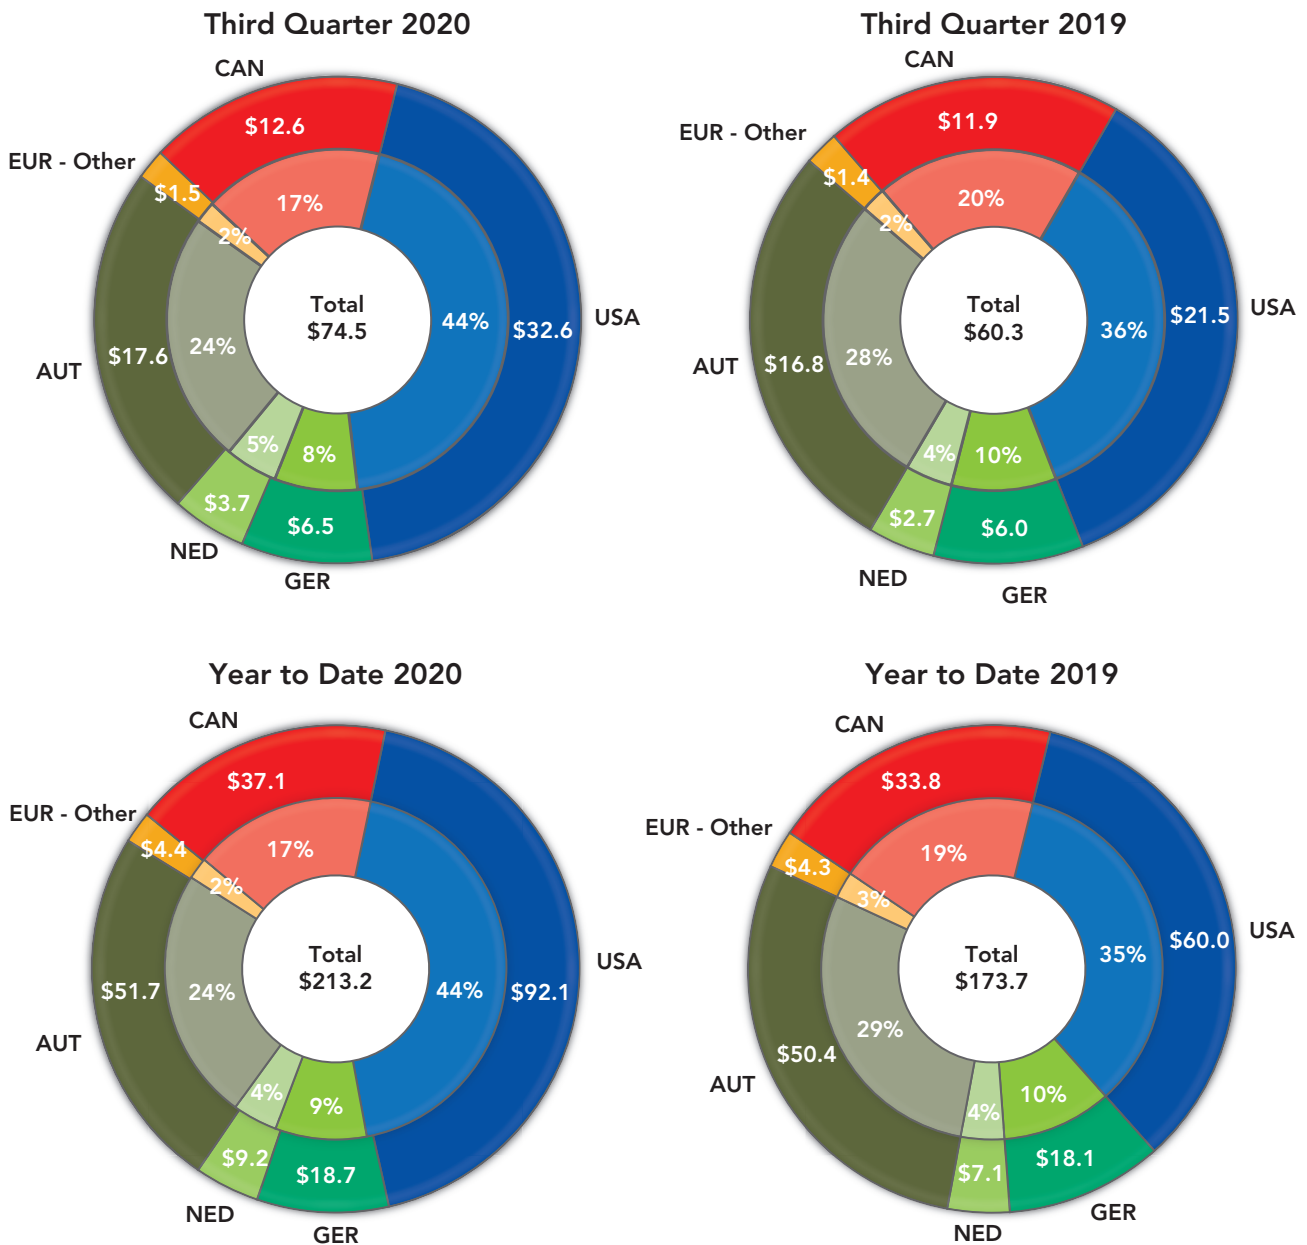 Third Quarter 2020
CAN
$12.6
EUR - Other
$1.5
17%
2%
Total
$74.5
44%
$32.6
USA
24%
$17.6
AUT
5%
8%
$3.7
$6.5
NED
GER
Third Quarter 2019
CAN
$11.9
EUR - Other
$1.4
20%
2%
Total
$60.3
36%
$21.5
USA
28%
$16.8
AUT
4%
10%
$2.7
$6.0
NED
GER
Year to Date 2020
CAN
$37.1
EUR - Other
$4.4
17%
2%
Total
$213.2
44%
$92.1
USA
24%
$51.7
AUT
4%
9%
$9.2
$18.7
NED
GER
Year to Date 2019
CAN
$33.8
EUR - Other
$4.3
19%
3%
Total
$173.7
35%
$60.0
USA
29%
$50.4
AUT
4%
10%
$7.1
$18.1
NED
GER